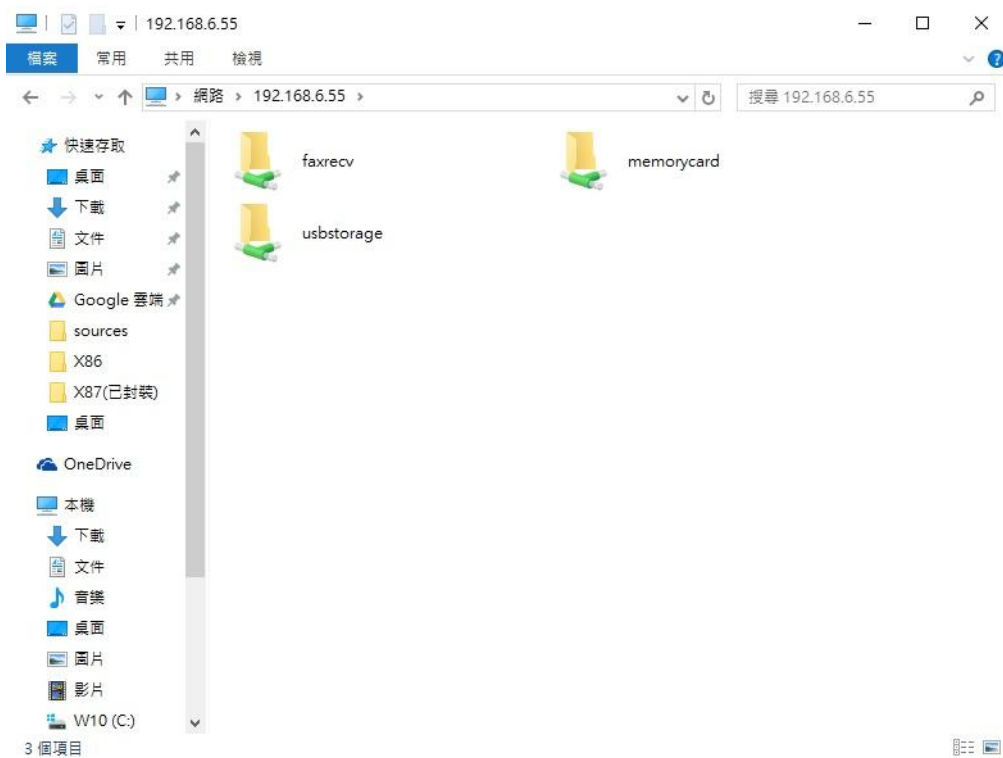 192.168.6.55
檔案 常用 共用 檢視
網路 192.168.6.55
搜尋 192.168.6.55
快速存取
桌面
下載
文件
圖片
Google 雲端
sources
X86
X87(已封裝)
桌面
OneDrive
本機
下載
文件
音樂
桌面
圖片
影片
W10 (C:)
faxrecv
memorycard
usbstorage
3 個項目